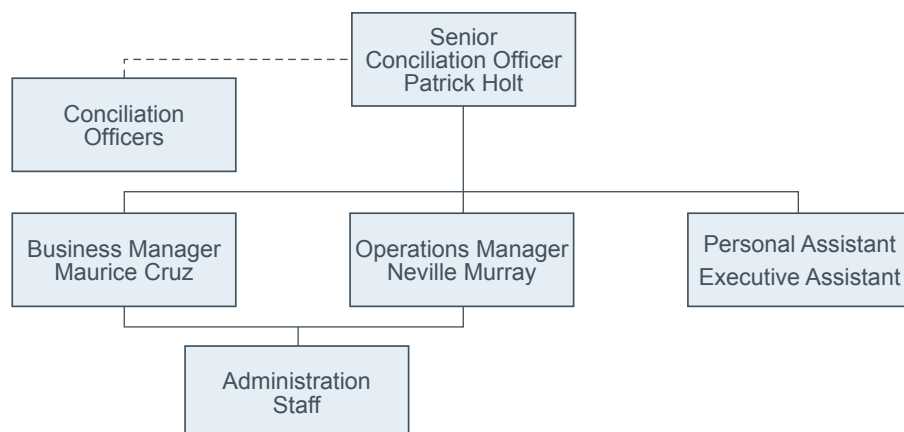 Senior
Conciliation Officer
Patrick Holt
Conciliation
Officers
Business Manager
Maurice Cruz
Operations Manager
Neville Murray
Personal Assistant
Executive Assistant
Administration
Staff